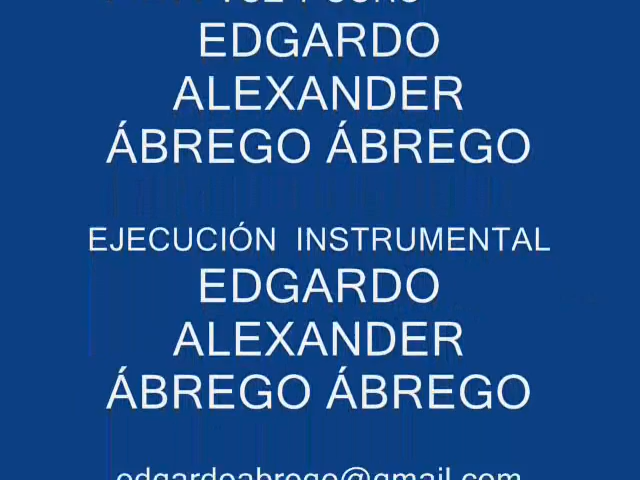 EDGARDO
ALEXANDER
ÁBREGO ÁBREGO
EJECUCIÓN INSTRUMENTAL
EDGARDO
ALEXANDER
ÁBREGO ÁBREGO
edgardoabrego@gmail.com